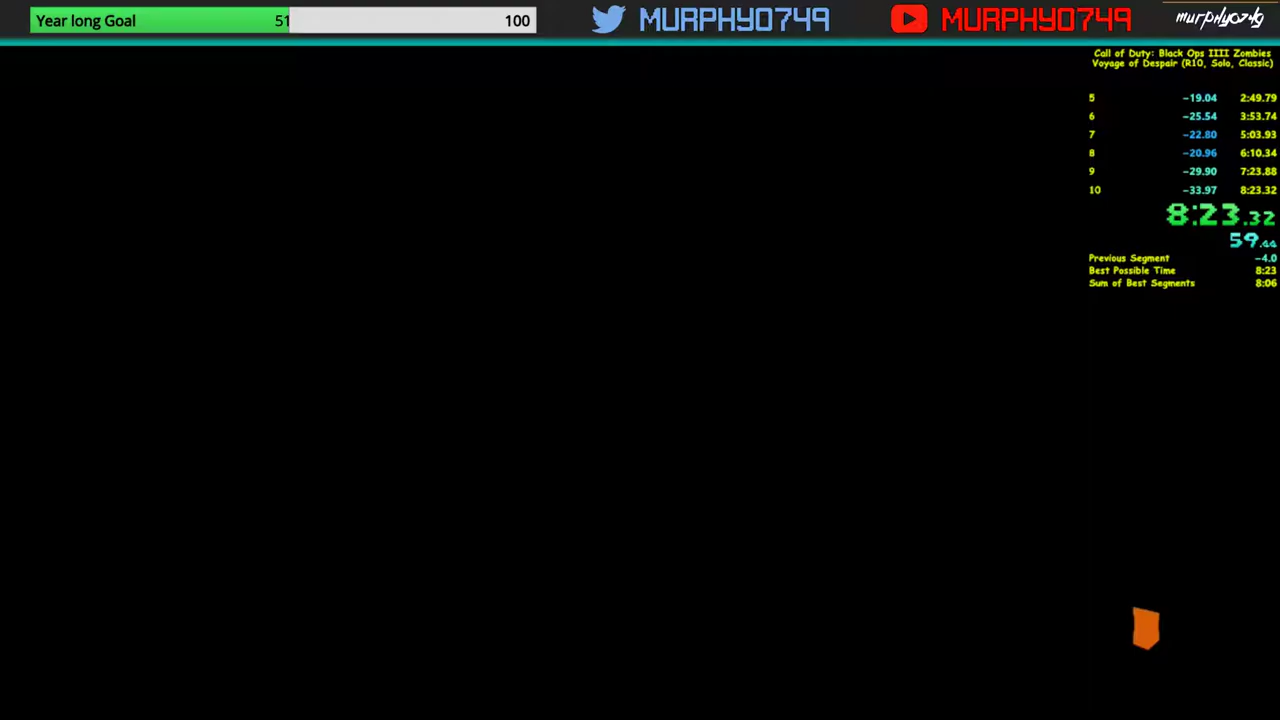 Year long Goal 51 100
MURPHY0749
MURPHY0749
murphy0749
Call of Duty: Black Ops IIII Zombies
Voyage of Despair (R10, Solo, Classic)
5 -19.04 2:49.79
6 -25.54 3:53.74
7 -22.80 5:03.93
8 -20.96 6:10.34
9 -29.90 7:23.88
10 -33.97 8:23.32
8:23.32
59.44
Previous Segment -4.0
Best Possible Time 8:23
Sum of Best Segments 8:06